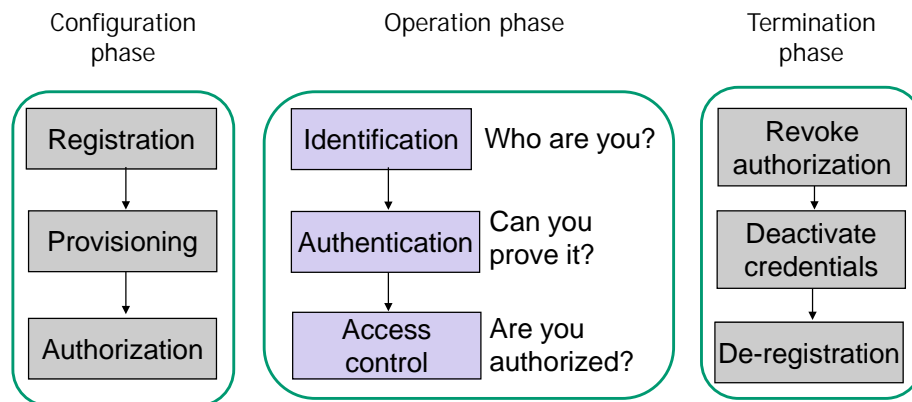 Configuration
phase
Operation phase
Termination
phase
Registration
Provisioning
Authorization
Identification
Who are you?
Authentication
Can you
prove it?
Access
control
Are you
authorized?
Revoke
authorization
Deactivate
credentials
De-registration